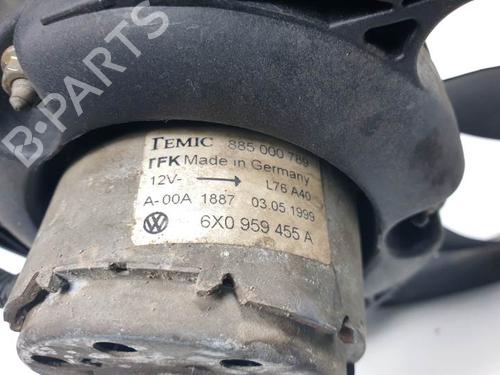 TEMIC 885 000 789
TFK Made in Germany
12V- → L76 A40
A-00A 1887 03.05.1999
6X0 959 455 A
B-PARTS